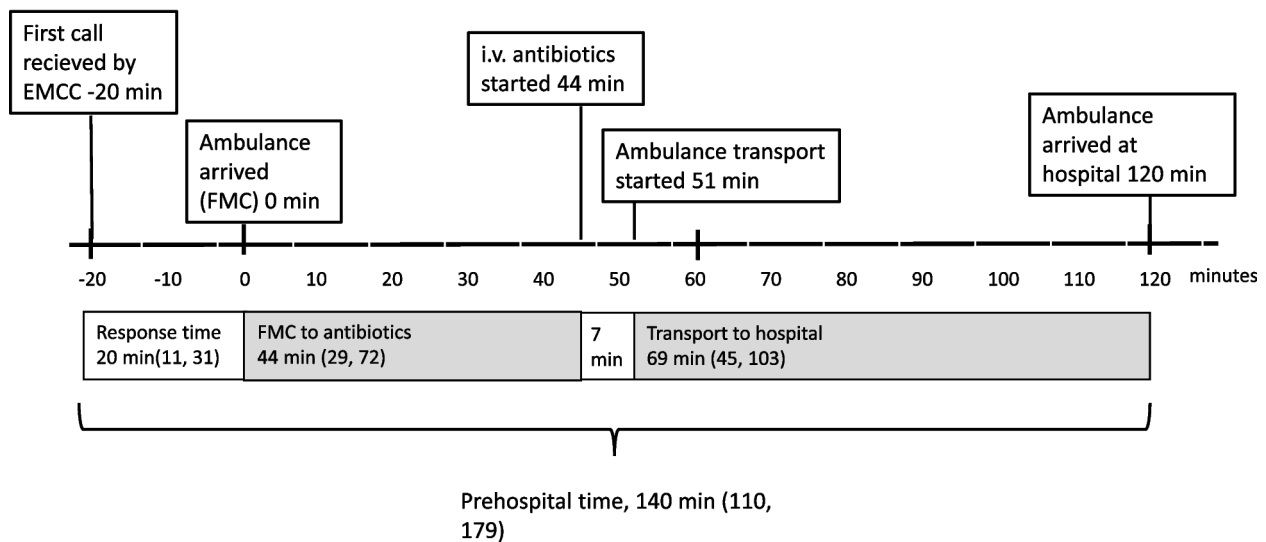 First call
recieved by
EMCC -20 min
i.v. antibiotics
started 44 min
Ambulance
arrived
(FMC) 0 min
Ambulance transport
started 51 min
Ambulance
arrived at
hospital 120 min
-20 -10 0 10 20 30 40 50 60 70 80 90 100 110 120 minutes
Response time
20 min(11, 31)
FMC to antibiotics
44 min (29, 72)
7
min
Transport to hospital
69 min (45, 103)
Prehospital time, 140 min (110,
179)